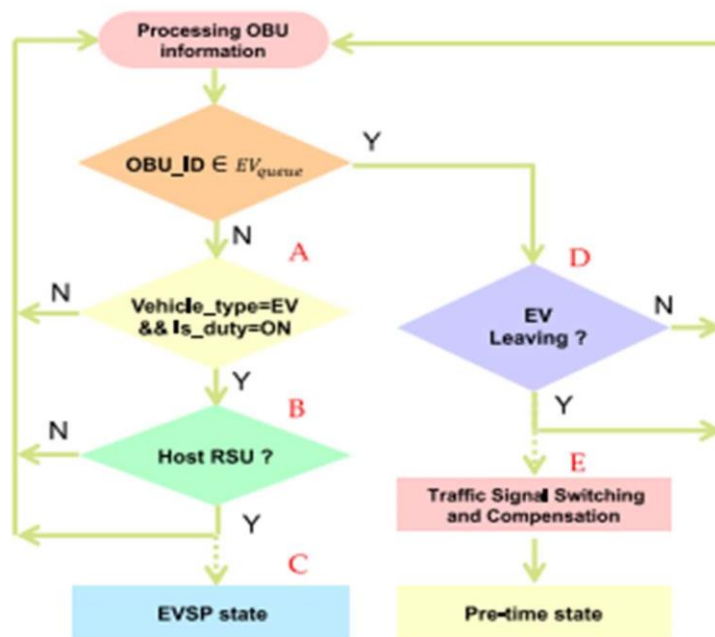 Processing OBU
information
OBU_ID ∈ EV_queue
Y
N
A
D
N
Vehicle_type=EV
&& Is_duty=ON
EV
Leaving ?
N
Y
B
Y
N
Host RSU ?
E
Traffic Signal Switching
and Compensation
Y
C
EVSP state
Pre-time state